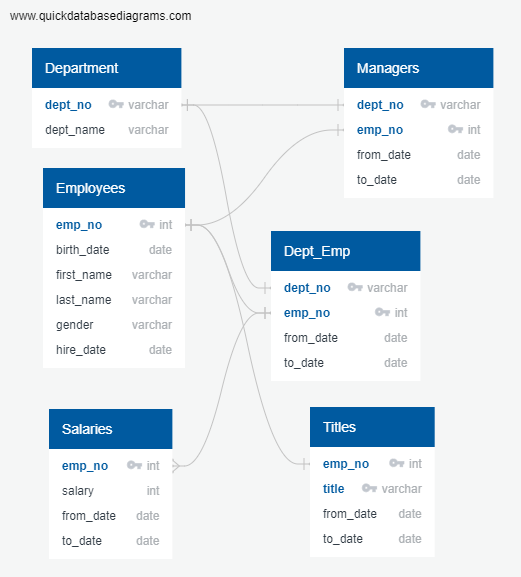 www.quickdatabasediagrams.com
Department
dept_no varchar
dept_name varchar
Managers
dept_no varchar
emp_no int
from_date date
to_date date
Employees
emp_no int
birth_date date
first_name varchar
last_name varchar
gender varchar
hire_date date
Dept_Emp
dept_no varchar
emp_no int
from_date date
to_date date
Salaries
emp_no int
salary int
from_date date
to_date date
Titles
emp_no int
title varchar
from_date date
to_date date